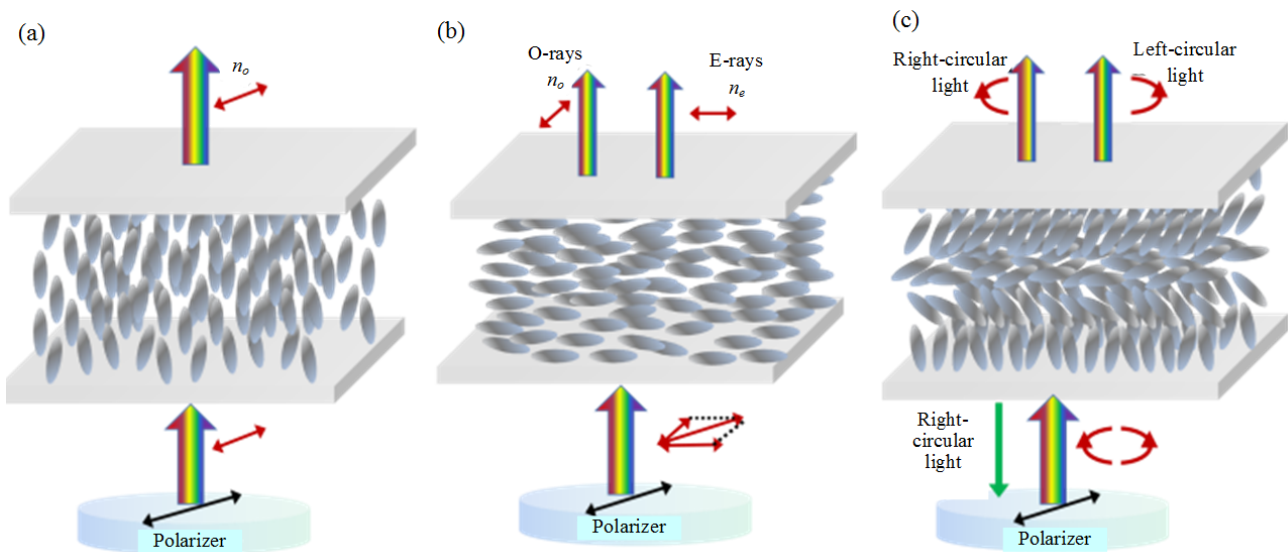 (a)
n_o
Polarizer
(b)
O-rays
n_o
E-rays
n_e
Polarizer
(c)
Right-circular
light
Left-circular
light
Right-
circular
light
Polarizer